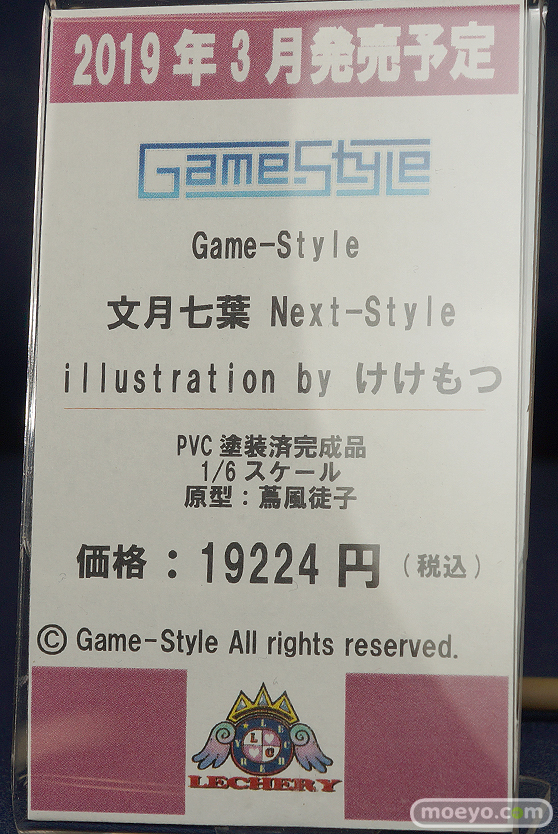 2019年3月発売予定
GameStyle
Game-Style
文月七葉 Next-Style
illustration by けけもつ
PVC塗装済完成品
1/6スケール
原型：蔦風徒子
価格：19224円（税込）
© Game-Style All rights reserved.
LECHERY
moeyo.com